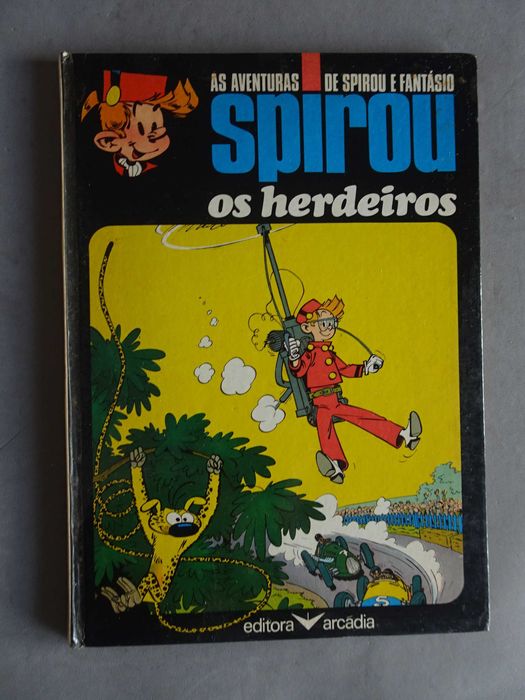 AS AVENTURAS DE SPIROU E FANTÁSIO
spirou
os herdeiros
editora arcádia